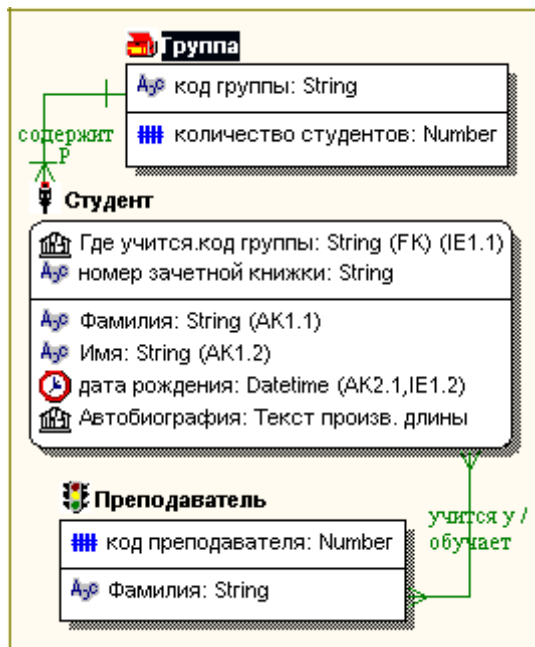 Группа
код группы: String
количество студентов: Number
содержит
P
Студент
Где учится.код группы: String (FK) (IE1.1)
номер зачетной книжки: String
Фамилия: String (AK1.1)
Имя: String (AK1.2)
дата рождения: Datetime (AK2.1,IE1.2)
Автобиография: Текст произв. длины
Преподаватель
код преподавателя: Number
Фамилия: String
учится у /
обучает